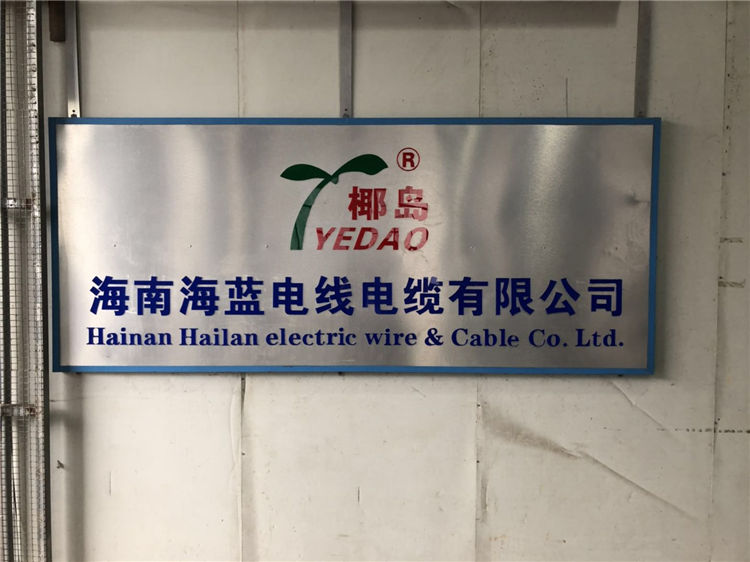 ®
椰岛
YEDAO
海南海蓝电线电缆有限公司
Hainan Hailan electric wire & Cable Co. Ltd.